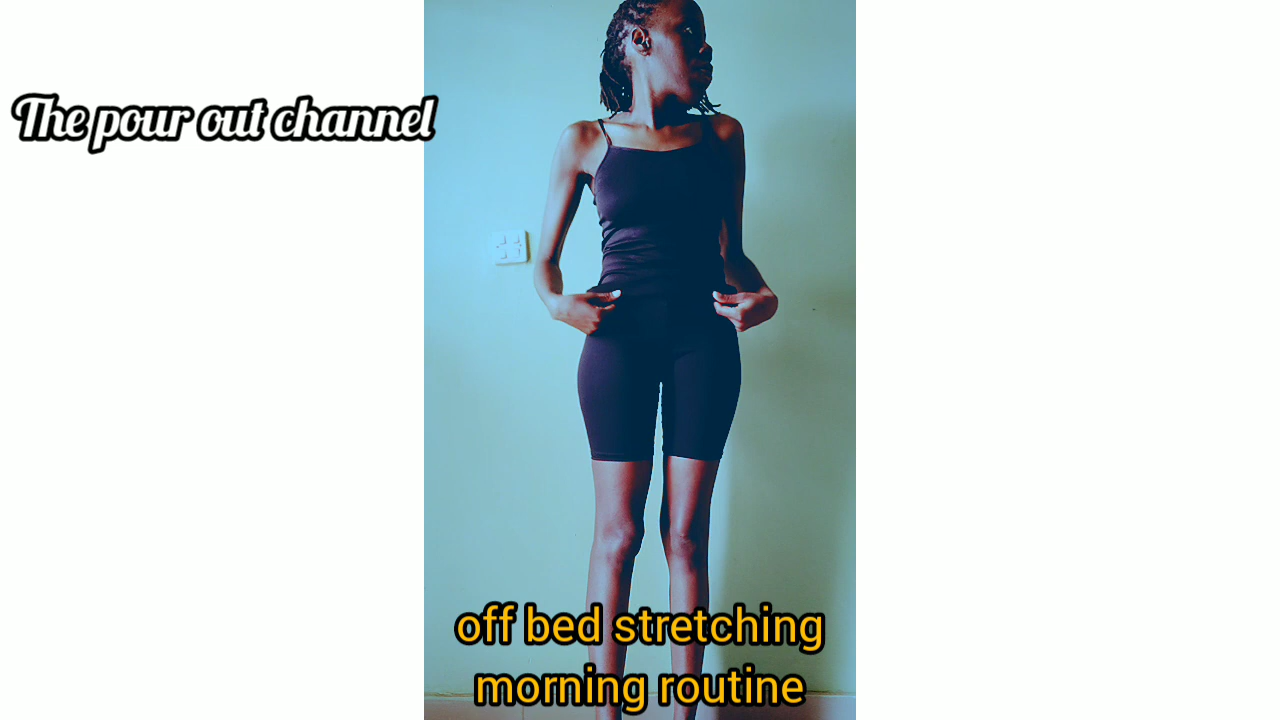 The pour out channel
off bed stretching
morning routine